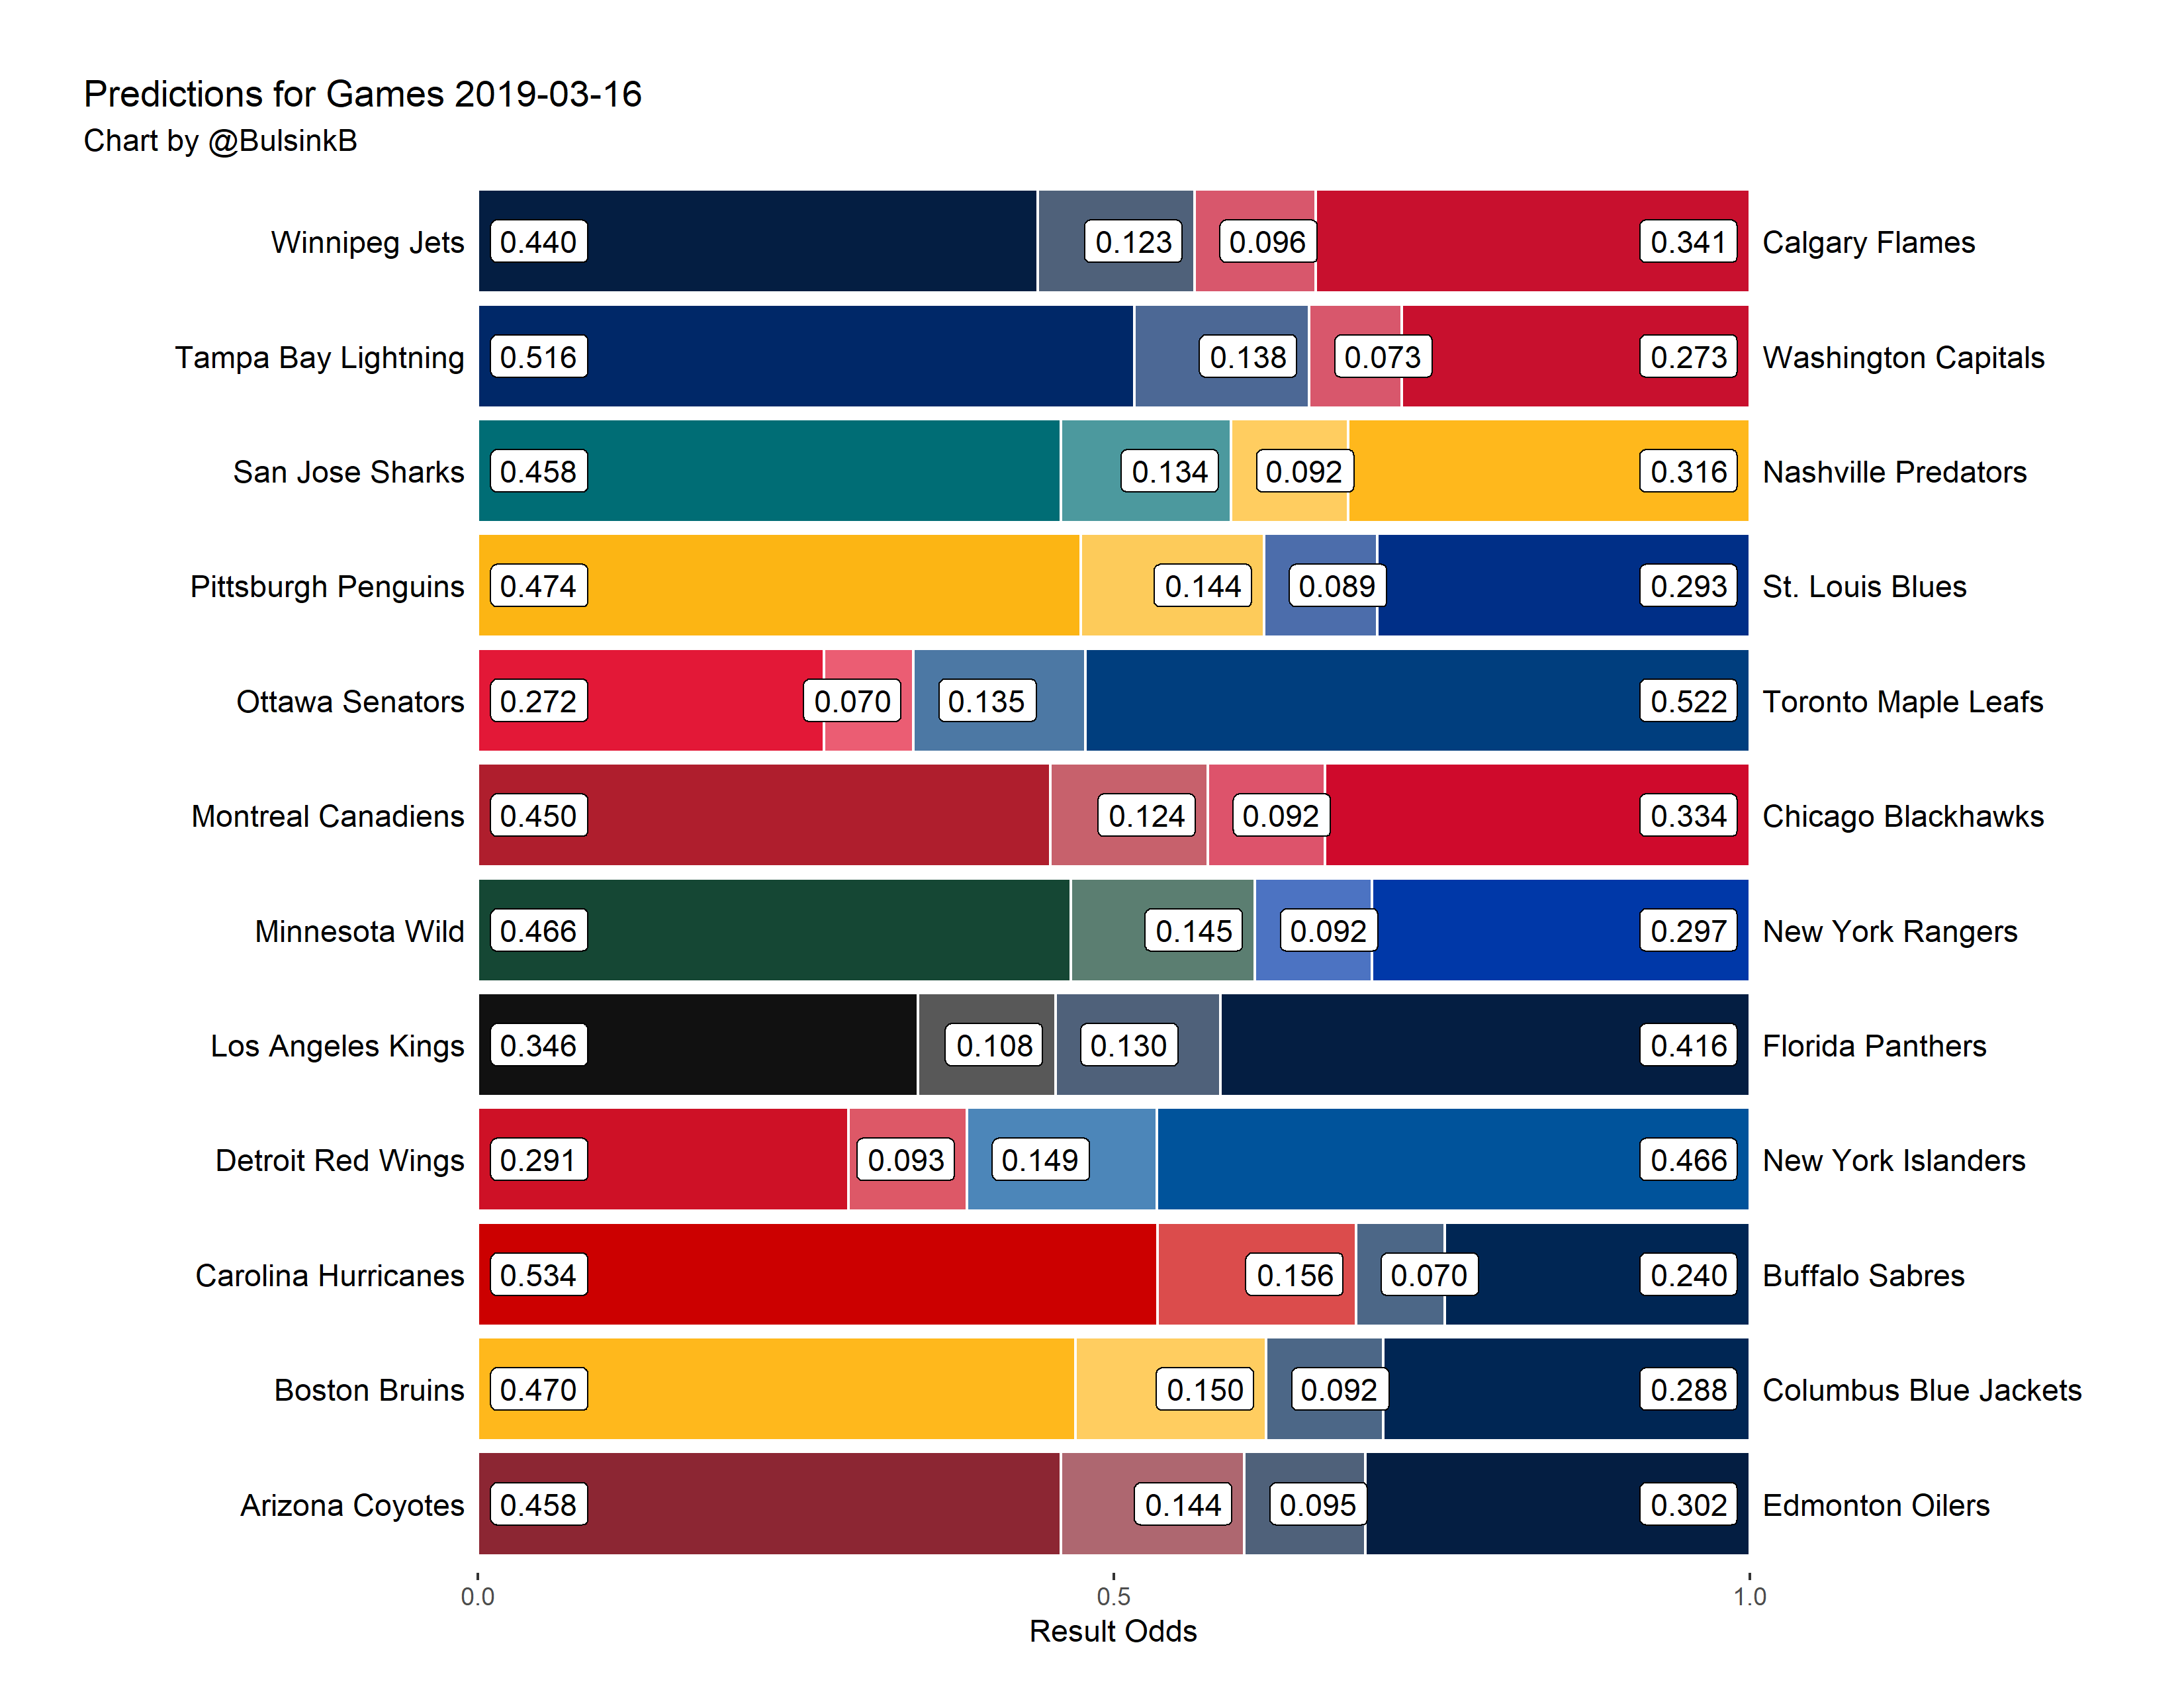 Predictions for Games 2019-03-16
Chart by @BulsinkB
Winnipeg Jets 0.440 0.123 0.096 0.341 Calgary Flames
Tampa Bay Lightning 0.516 0.138 0.073 0.273 Washington Capitals
San Jose Sharks 0.458 0.134 0.092 0.316 Nashville Predators
Pittsburgh Penguins 0.474 0.144 0.089 0.293 St. Louis Blues
Ottawa Senators 0.272 0.070 0.135 0.522 Toronto Maple Leafs
Montreal Canadiens 0.450 0.124 0.092 0.334 Chicago Blackhawks
Minnesota Wild 0.466 0.145 0.092 0.297 New York Rangers
Los Angeles Kings 0.346 0.108 0.130 0.416 Florida Panthers
Detroit Red Wings 0.291 0.093 0.149 0.466 New York Islanders
Carolina Hurricanes 0.534 0.156 0.070 0.240 Buffalo Sabres
Boston Bruins 0.470 0.150 0.092 0.288 Columbus Blue Jackets
Arizona Coyotes 0.458 0.144 0.095 0.302 Edmonton Oilers
0.0 0.5 1.0
Result Odds